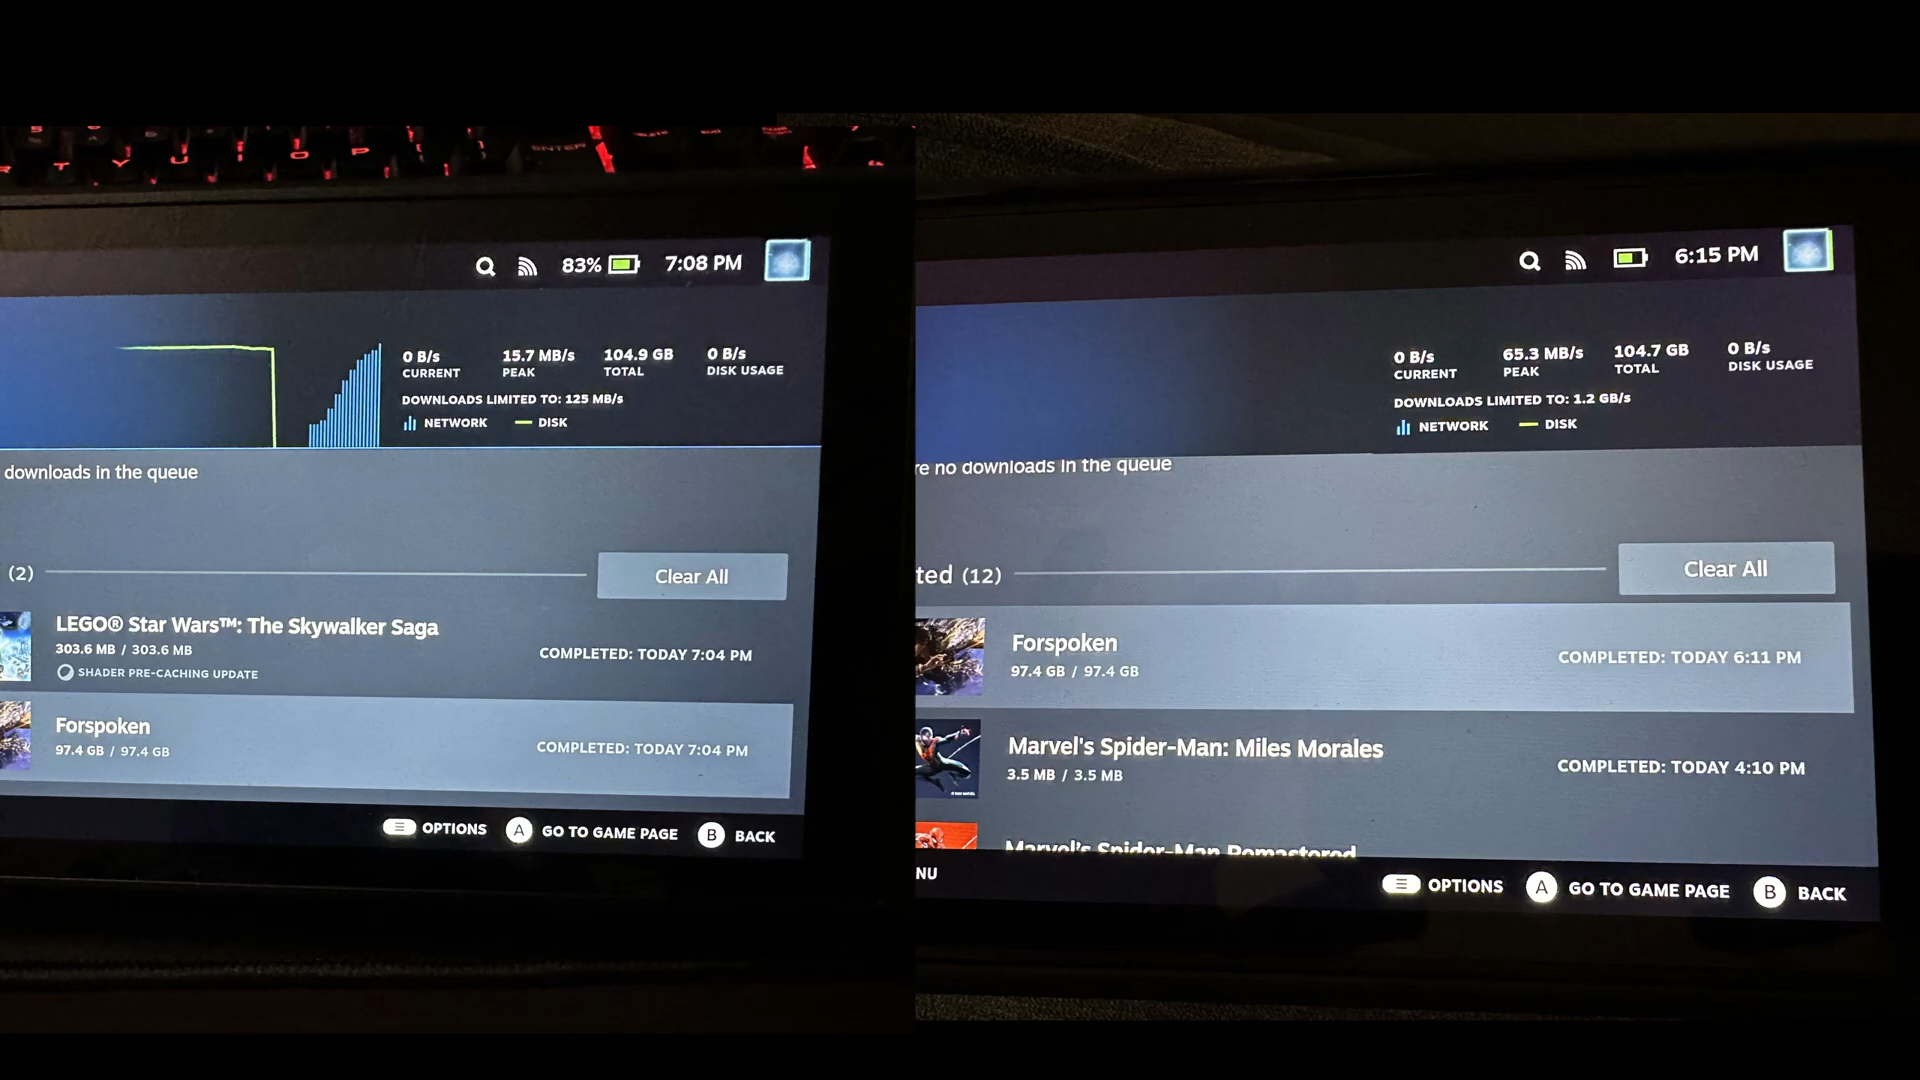 T Y U I O P
ENTER
83% 7:08 PM
0 B/s 15.7 MB/s 104.9 GB 0 B/s
CURRENT PEAK TOTAL DISK USAGE
DOWNLOADS LIMITED TO: 125 MB/s
NETWORK DISK
downloads in the queue
(2)
Clear All
LEGO® Star Wars™: The Skywalker Saga
303.6 MB / 303.6 MB
COMPLETED: TODAY 7:04 PM
SHADER PRE-CACHING UPDATE
Forspoken
97.4 GB / 97.4 GB
COMPLETED: TODAY 7:04 PM
OPTIONS A GO TO GAME PAGE B BACK
6:15 PM
0 B/s 65.3 MB/s 104.7 GB 0 B/s
CURRENT PEAK TOTAL DISK USAGE
DOWNLOADS LIMITED TO: 1.2 GB/s
NETWORK DISK
re no downloads in the queue
ted (12)
Clear All
Forspoken
97.4 GB / 97.4 GB
COMPLETED: TODAY 6:11 PM
Marvel's Spider-Man: Miles Morales
3.5 MB / 3.5 MB
COMPLETED: TODAY 4:10 PM
Marvel's Spider-Man Remastered
NU
OPTIONS A GO TO GAME PAGE B BACK